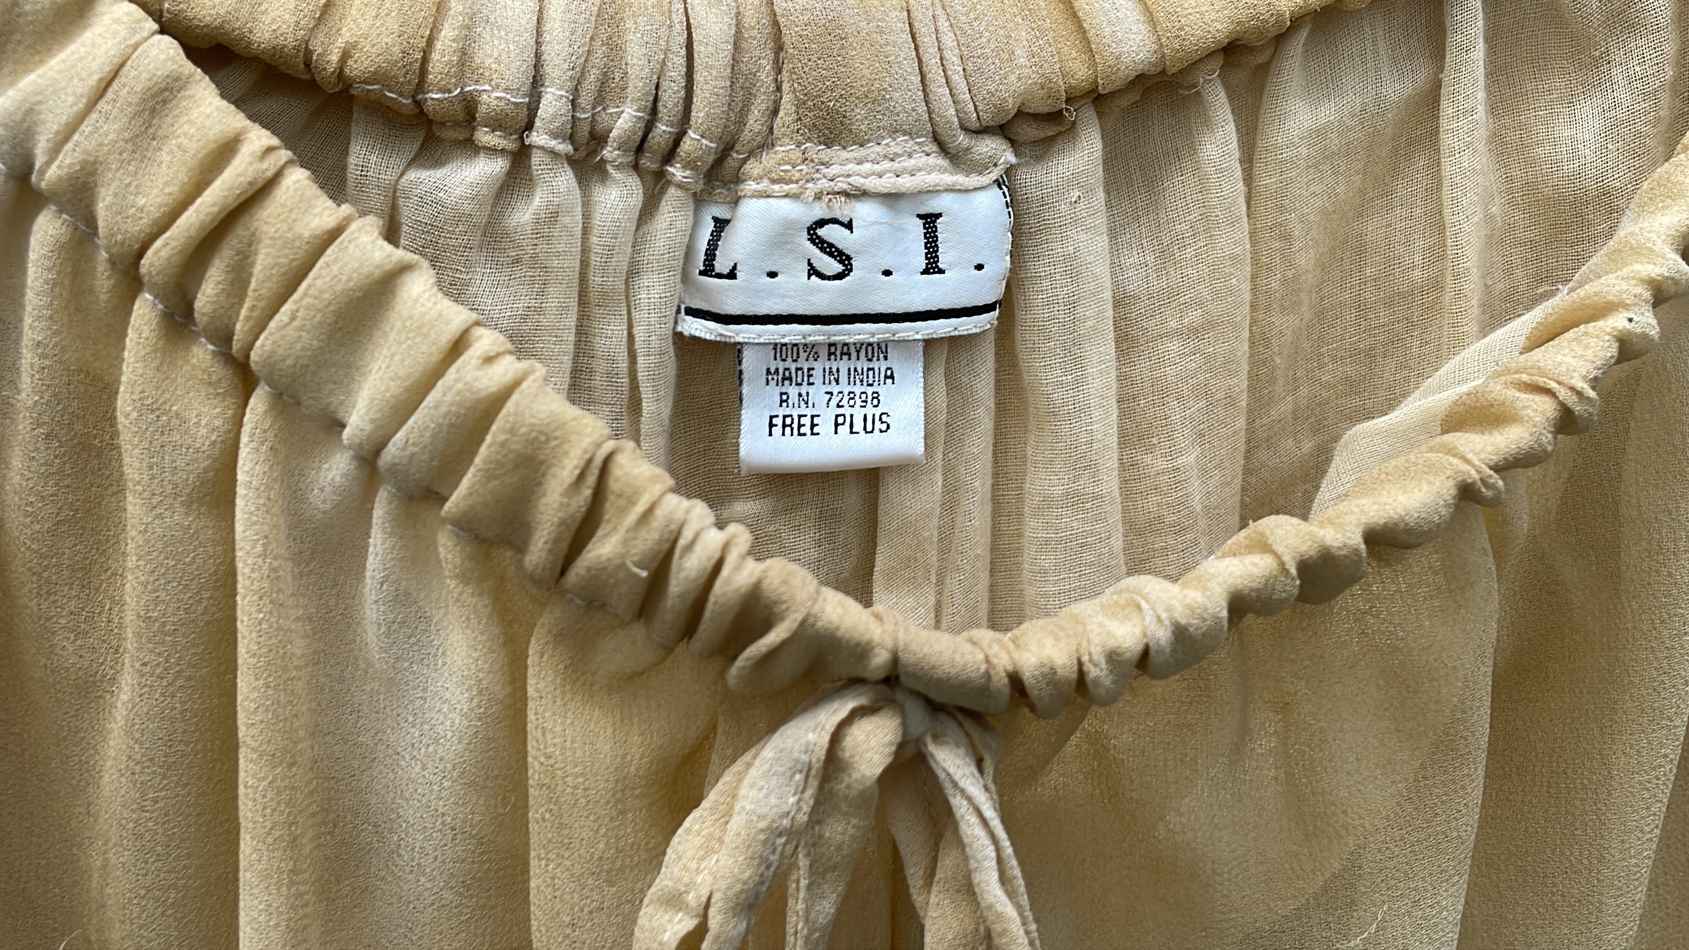 L.S.I.
100% RAYON
MADE IN INDIA
R.N. 72898
FREE PLUS